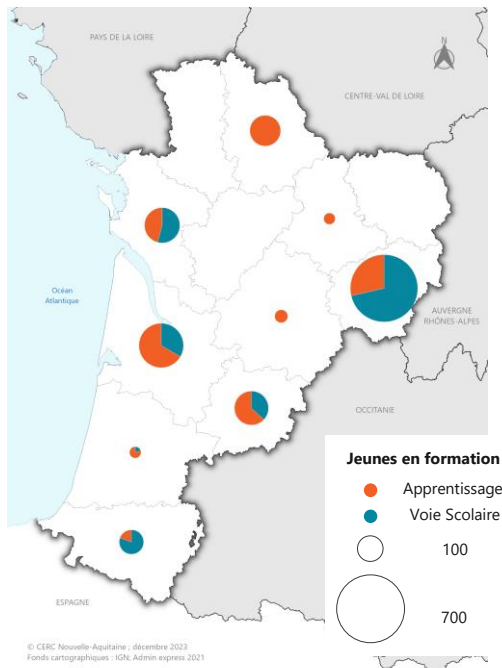 PAYS DE LA LOIRE
N
CENTRE-VAL DE LOIRE
Océan
Atlantique
AUVERGNE
RHÔNES-ALPES
OCCITANIE
ESPAGNE
Jeunes en formation
Apprentissage
Voie Scolaire
100
700
© CERC Nouvelle-Aquitaine ; décembre 2023
Fonds cartographiques : IGN, Admin express 2021